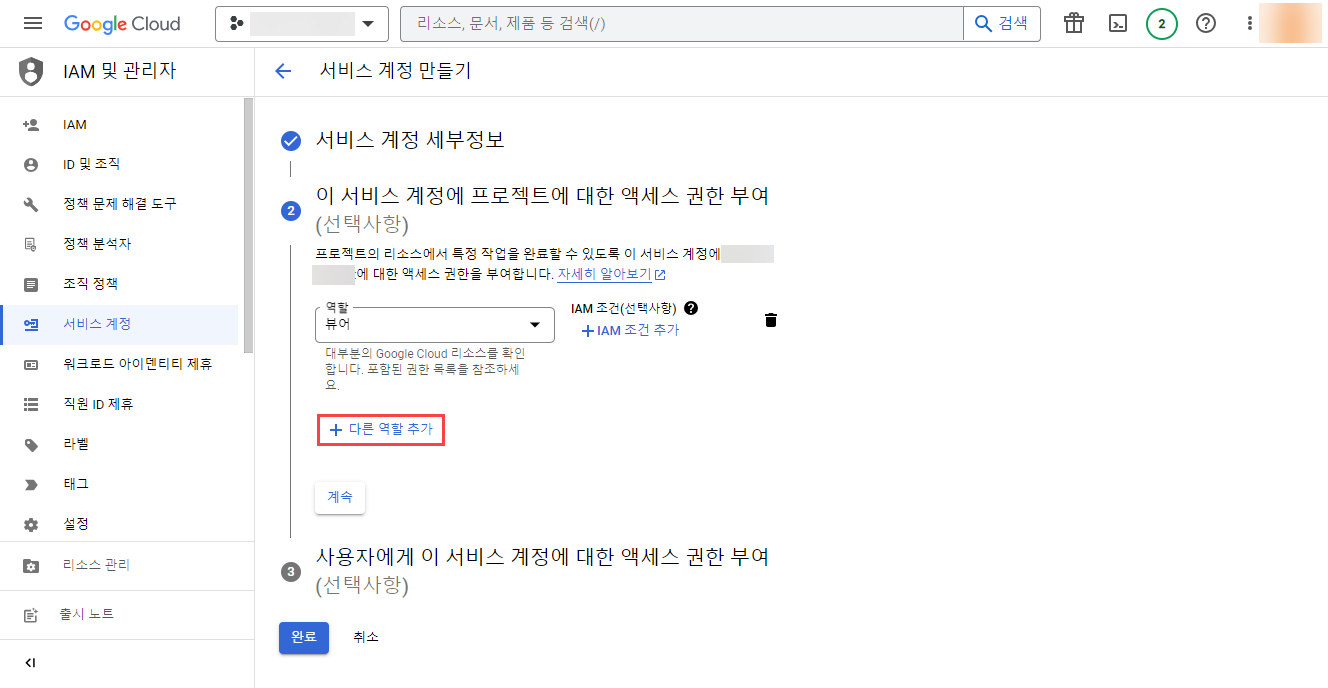 Google Cloud
리소스, 문서, 제품 등 검색(/)
검색
2
IAM 및 관리자
서비스 계정 만들기
IAM
ID 및 조직
정책 문제 해결 도구
정책 분석자
조직 정책
서비스 계정
워크로드 아이덴티티 제휴
직원 ID 제휴
라벨
태그
설정
리소스 관리
출시 노트
서비스 계정 세부정보
2
이 서비스 계정에 프로젝트에 대한 액세스 권한 부여
(선택사항)
프로젝트의 리소스에서 특정 작업을 완료할 수 있도록 이 서비스 계정에
에 대한 액세스 권한을 부여합니다. 자세히 알아보기
역할
뷰어
IAM 조건(선택사항)
IAM 조건 추가
대부분의 Google Cloud 리소스를 확인
합니다. 포함된 권한 목록을 참조하세
요.
다른 역할 추가
계속
3
사용자에게 이 서비스 계정에 대한 액세스 권한 부여
(선택사항)
완료
취소